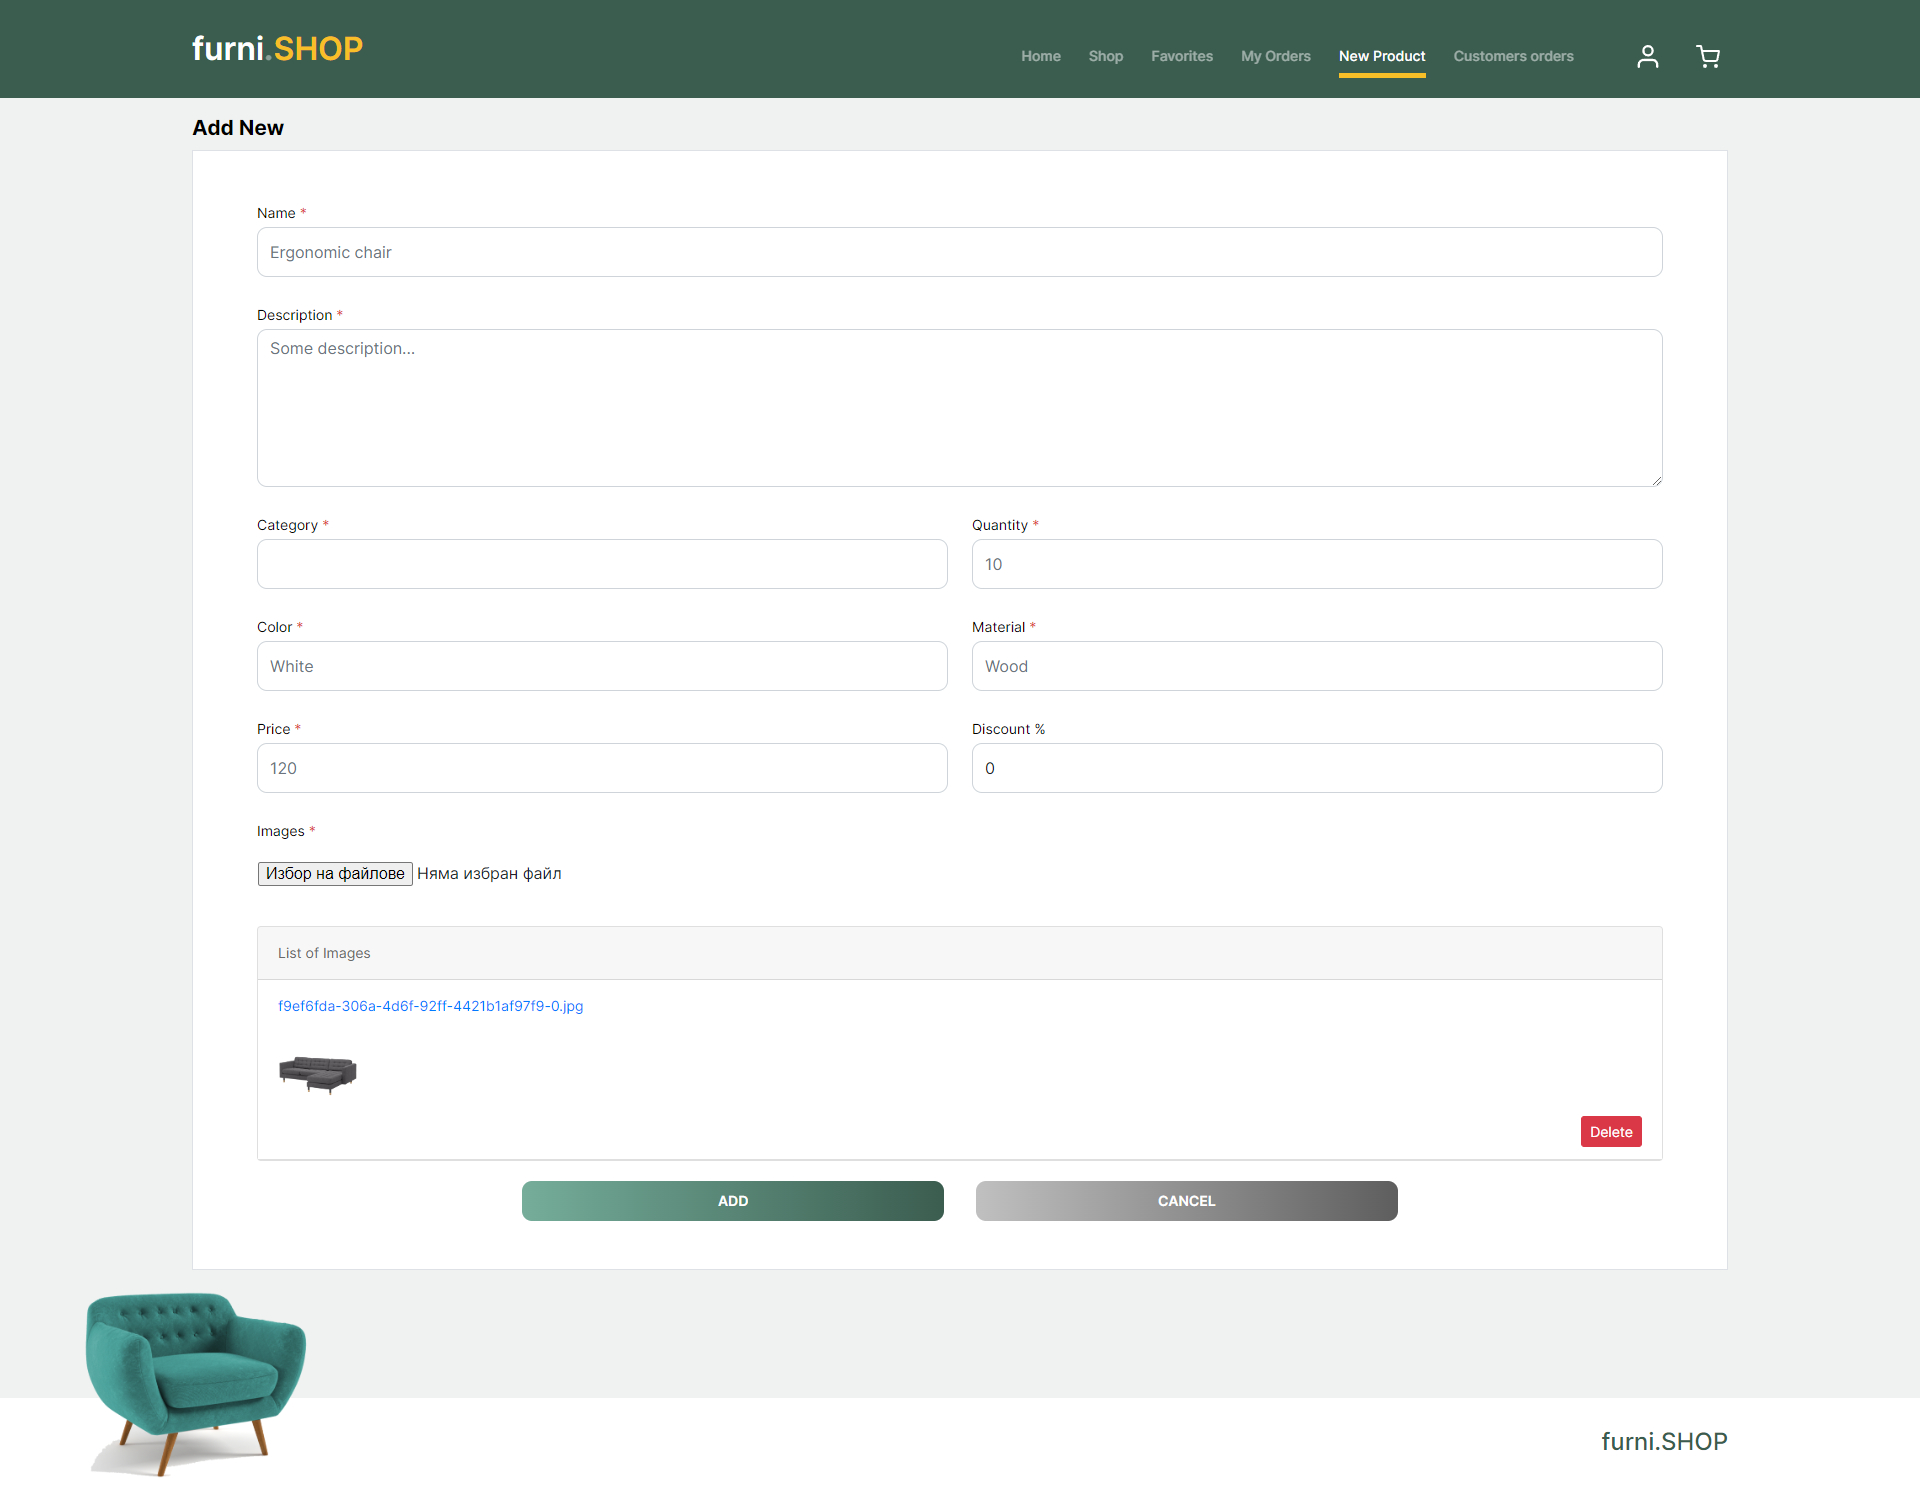 furni.SHOP
Home Shop Favorites My Orders New Product Customers orders
Add New
Name *
Ergonomic chair
Description *
Some description...
Category * Quantity *
10
Color * Material *
White Wood
Price * Discount %
120 0
Images *
Избор на файлове Няма избран файл
List of Images
f9ef6fda-306a-4d6f-92ff-4421b1af97f9-0.jpg
Delete
ADD CANCEL
furni.SHOP